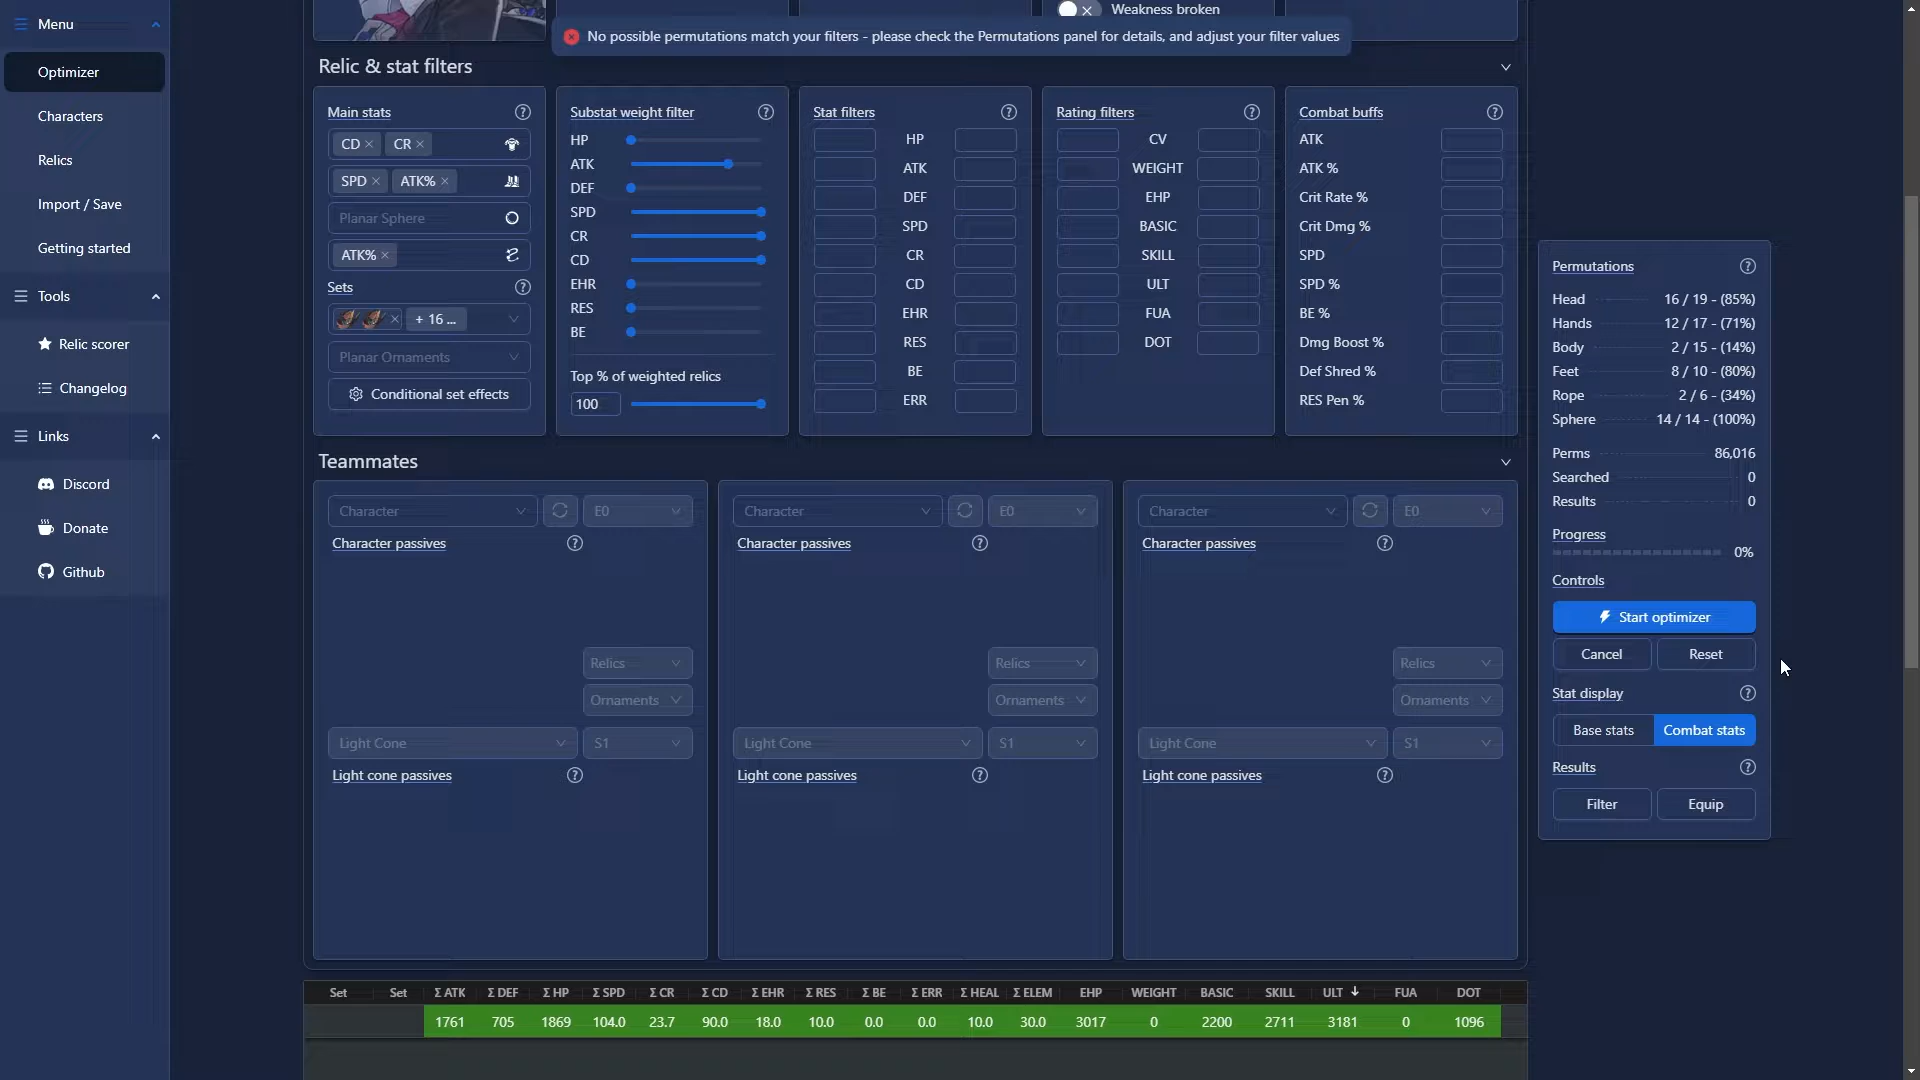 Menu
Optimizer
Characters
Relics
Import / Save
Getting started
Tools
Relic scorer
Changelog
Links
Discord
Donate
Github
Weakness broken
No possible permutations match your filters - please check the Permutations panel for details, and adjust your filter values
Relic & stat filters
Main stats
CD × CR ×
SPD × ATK% ×
Planar Sphere
ATK% ×
Sets
+ 16 ...
Planar Ornaments
Conditional set effects
Substat weight filter
HP
ATK
DEF
SPD
CR
CD
EHR
RES
BE
Top % of weighted relics
100
Stat filters
HP
ATK
DEF
SPD
CR
CD
EHR
RES
BE
ERR
Rating filters
CV
WEIGHT
EHP
BASIC
SKILL
ULT
FUA
DOT
Combat buffs
ATK
ATK %
Crit Rate %
Crit Dmg %
SPD
SPD %
BE %
Dmg Boost %
Def Shred %
RES Pen %
Teammates
Character E0
Character passives
Relics
Ornaments
Light Cone S1
Light cone passives
Character E0
Character passives
Relics
Ornaments
Light Cone S1
Light cone passives
Character E0
Character passives
Relics
Ornaments
Light Cone S1
Light cone passives
Permutations
Head 16 / 19 - (85%)
Hands 12 / 17 - (71%)
Body 2 / 15 - (14%)
Feet 8 / 10 - (80%)
Rope 2 / 6 - (34%)
Sphere 14 / 14 - (100%)
Perms 86,016
Searched 0
Results 0
Progress
0%
Controls
Start optimizer
Cancel Reset
Stat display
Base stats Combat stats
Results
Filter Equip
Set Set Σ ATK Σ DEF Σ HP Σ SPD Σ CR Σ CD Σ EHR Σ RES Σ BE Σ ERR Σ HEAL Σ ELEM EHP WEIGHT BASIC SKILL ULT FUA DOT
1761 705 1869 104.0 23.7 90.0 18.0 10.0 0.0 0.0 10.0 30.0 3017 0 2200 2711 3181 0 1096